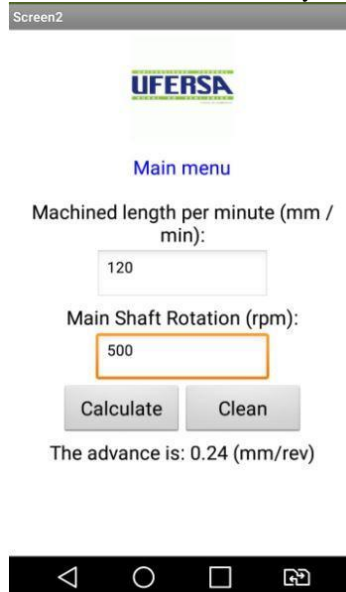 Screen2
UFERSA
Main menu
Machined length per minute (mm /
min):
120
Main Shaft Rotation (rpm):
500
Calculate
Clean
The advance is: 0.24 (mm/rev)